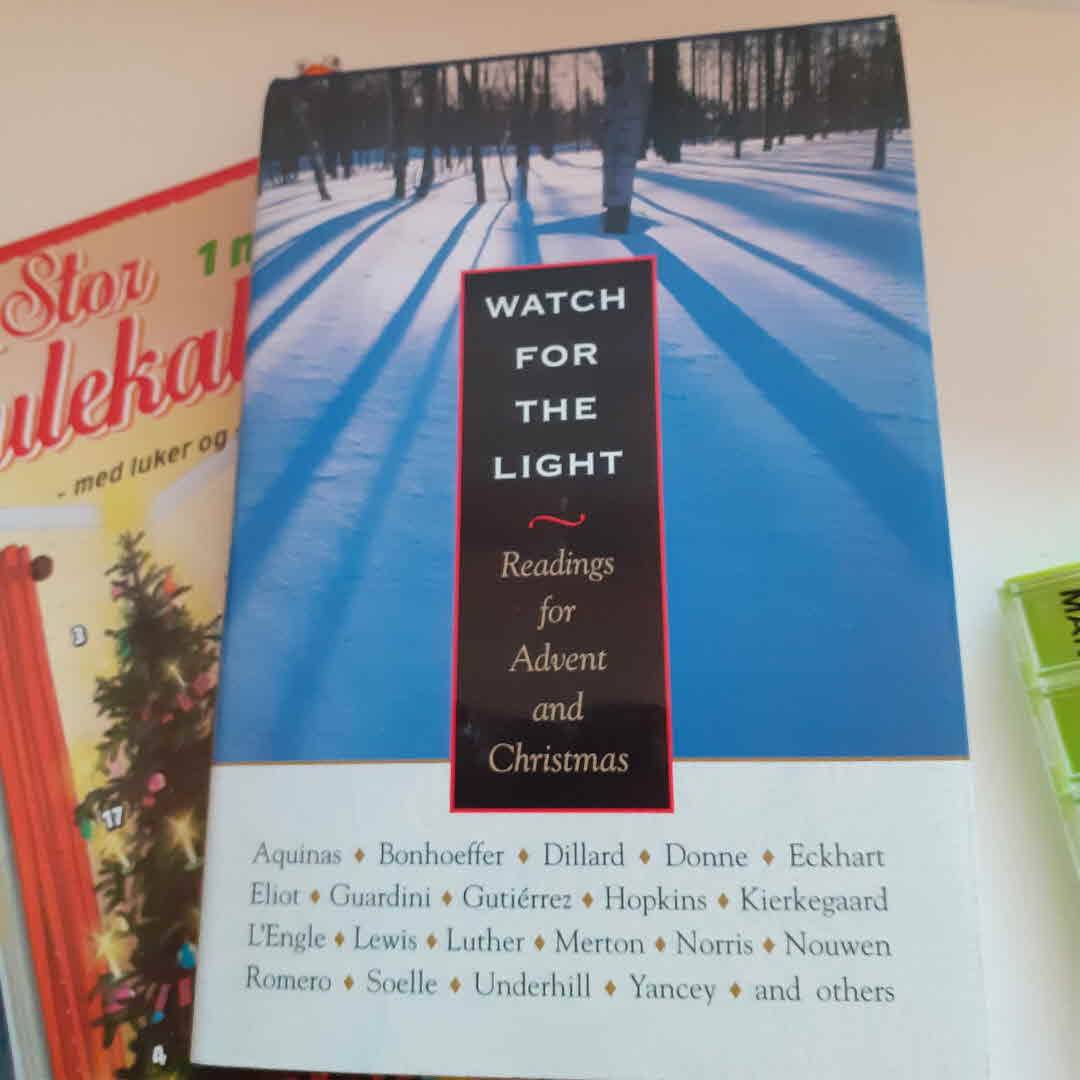 WATCH
FOR
THE
LIGHT
Readings
for
Advent
and
Christmas
Aquinas ♦ Bonhoeffer ♦ Dillard ♦ Donne ♦ Eckhart
Eliot ♦ Guardini ♦ Gutiérrez ♦ Hopkins ♦ Kierkegaard
L'Engle ♦ Lewis ♦ Luther ♦ Merton ♦ Norris ♦ Nouwen
Romero ♦ Soelle ♦ Underhill ♦ Yancey ♦ and others
Stor
1
- med luker og
3
17
4